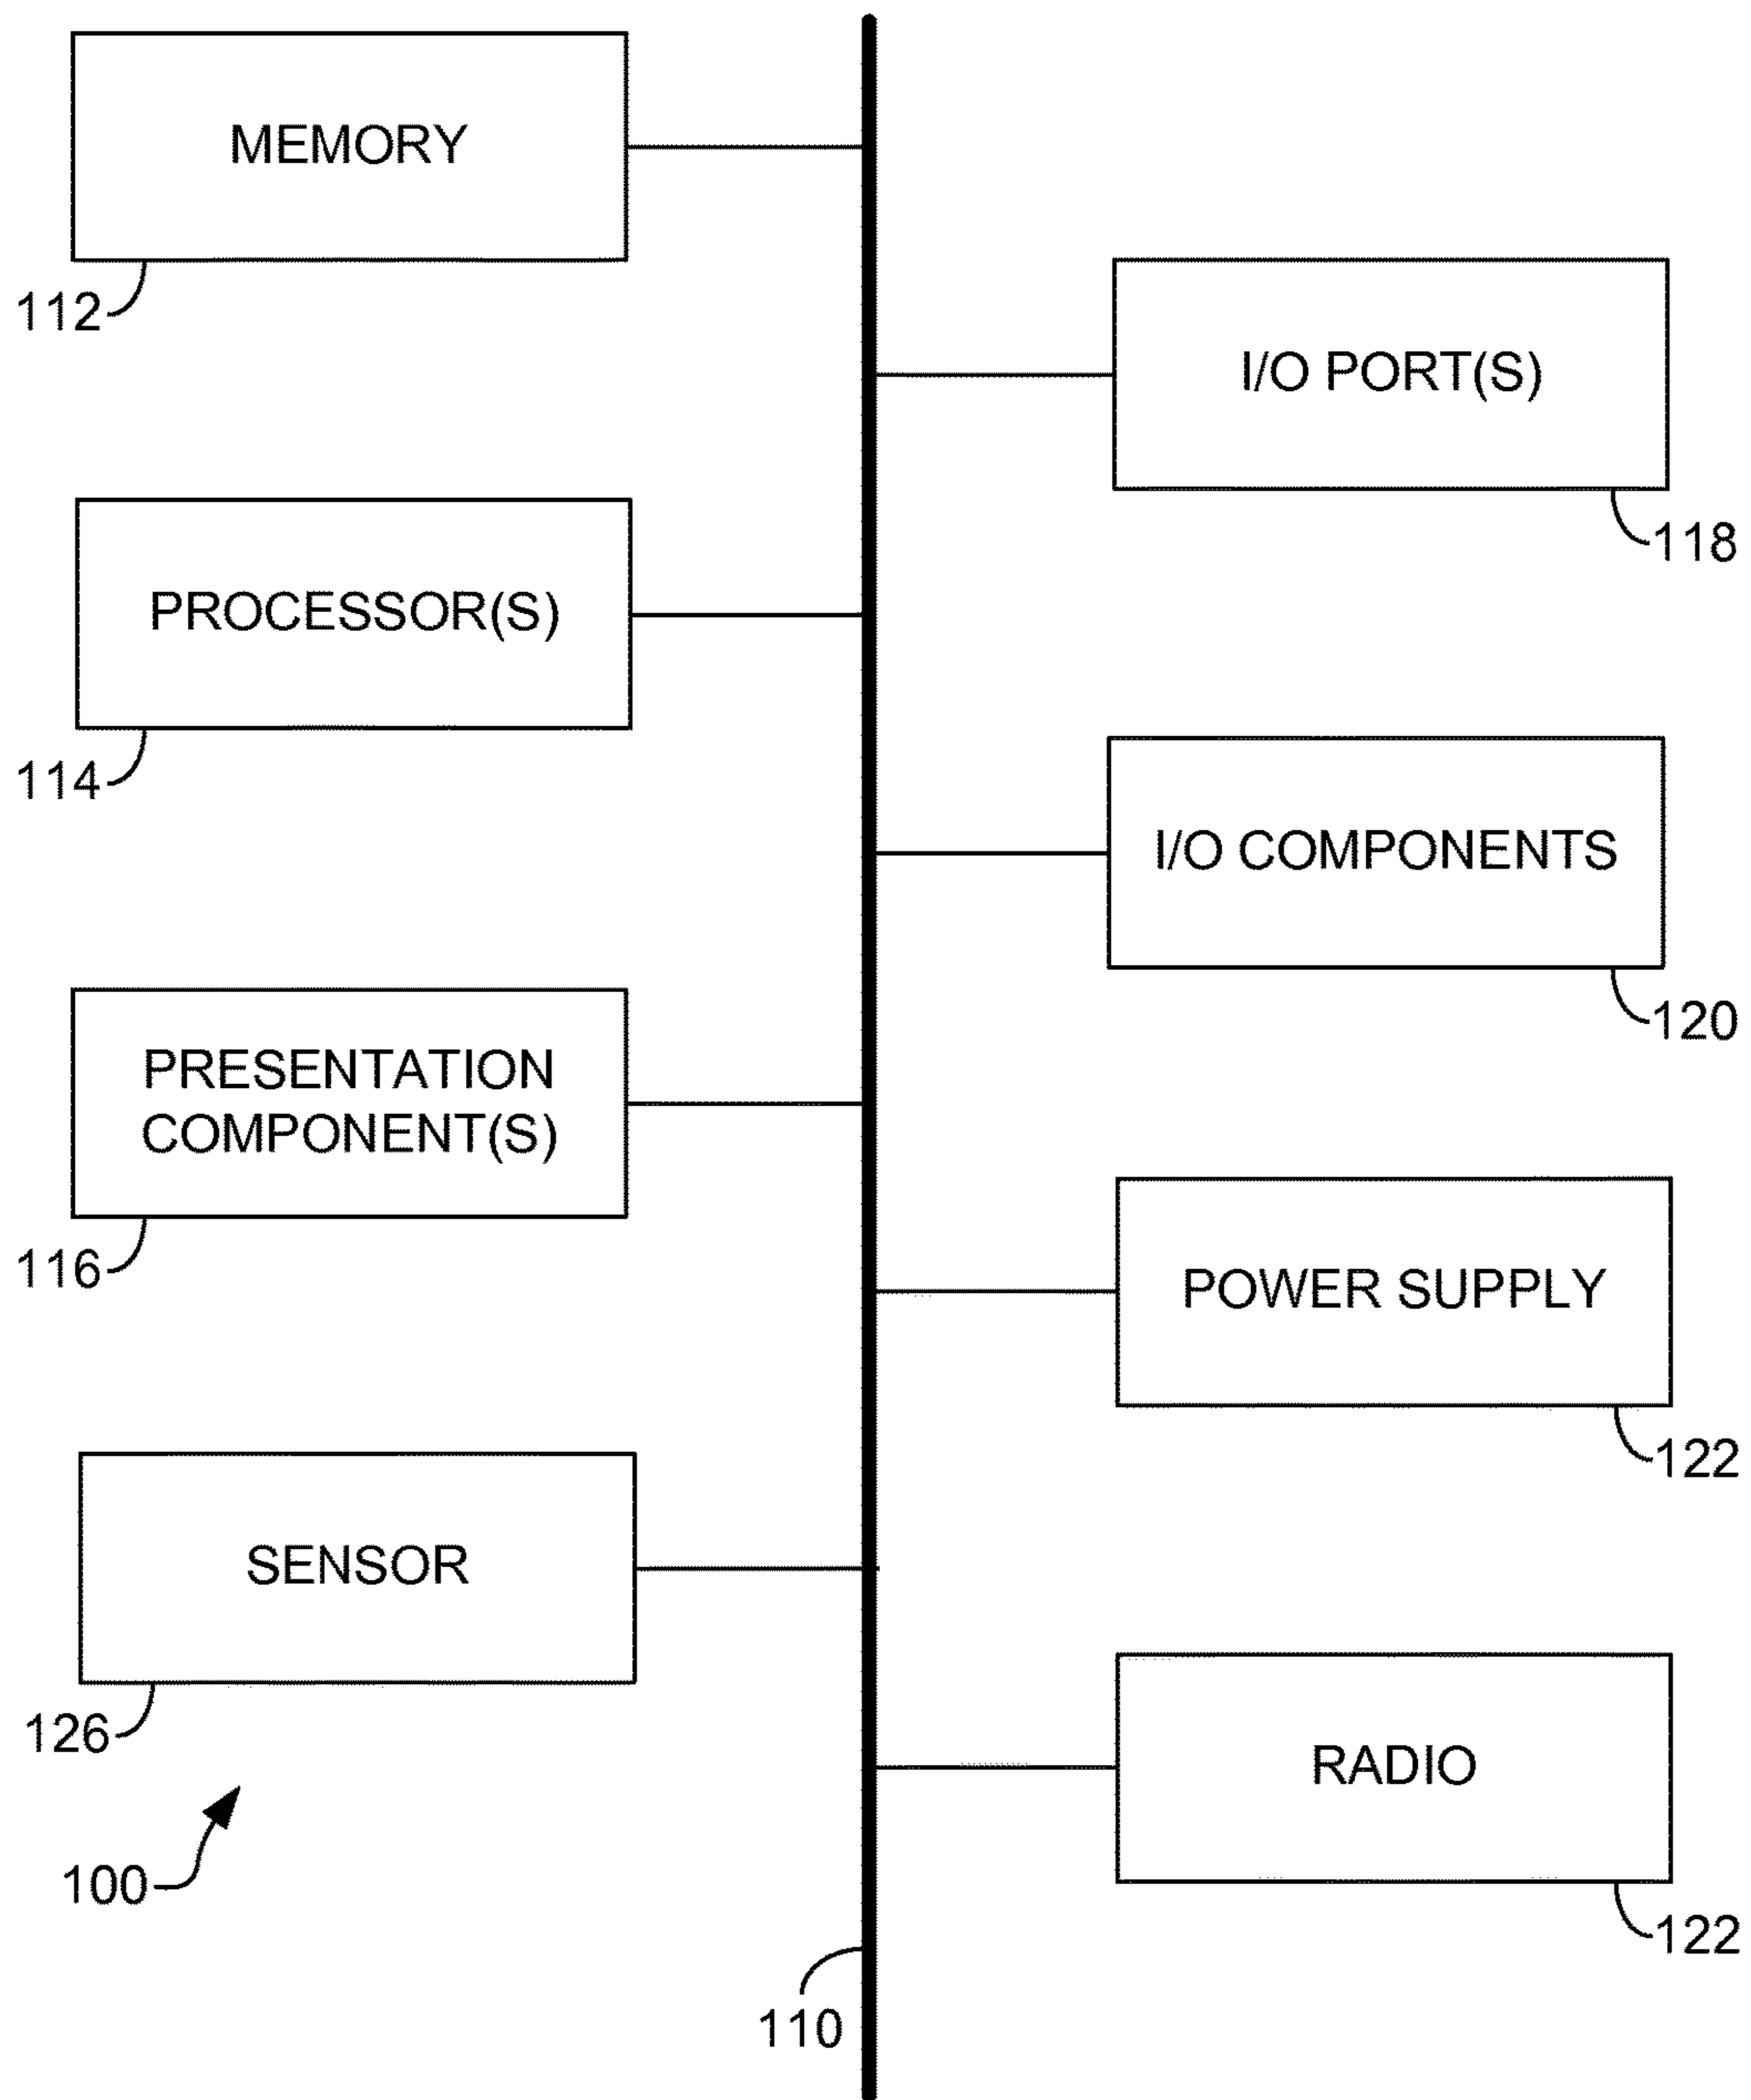 MEMORY
112
I/O PORT(S)
118
PROCESSOR(S)
114
I/O COMPONENTS
120
PRESENTATION
COMPONENT(S)
116
POWER SUPPLY
122
SENSOR
126
RADIO
122
100
110